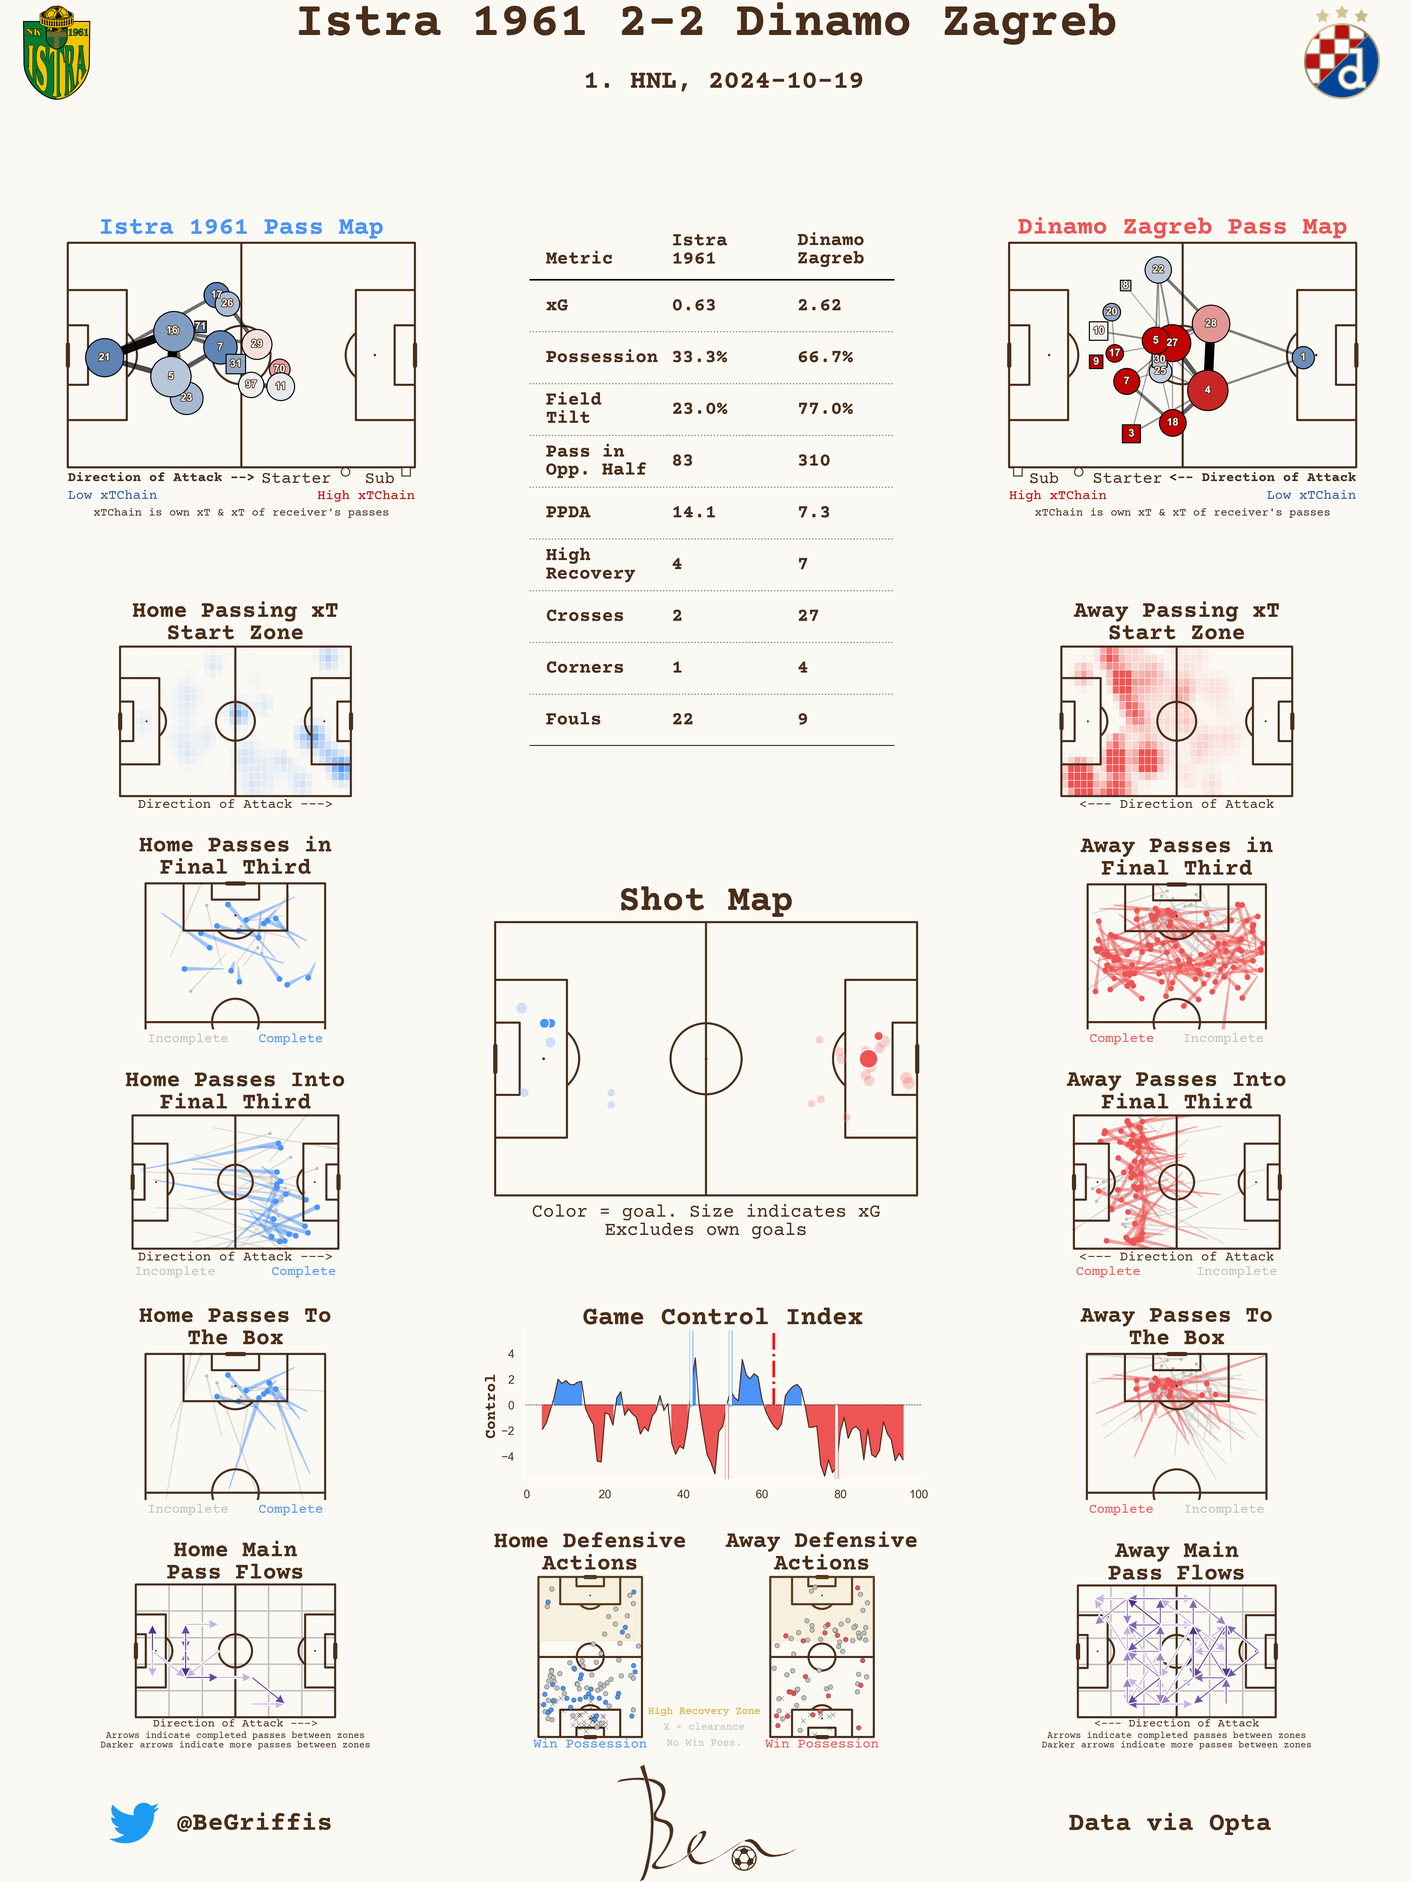 Istra 1961 2-2 Dinamo Zagreb
1. HNL, 2024-10-19
NK 1961
ISTRA
d
Istra 1961 Pass Map
17
26
16
71
21
7
29
31
5
70
97
11
23
Direction of Attack --> Starter Sub
Low xTChain High xTChain
xTChain is own xT & xT of receiver's passes
Metric Istra 1961 Dinamo Zagreb
xG 0.63 2.62
Possession 33.3% 66.7%
Field Tilt 23.0% 77.0%
Pass in Opp. Half 83 310
PPDA 14.1 7.3
High Recovery 4 7
Crosses 2 27
Corners 1 4
Fouls 22 9
Dinamo Zagreb Pass Map
22
8
20
10
28
5
27
17
9
30
25
1
7
4
18
3
Sub Starter <-- Direction of Attack
High xTChain Low xTChain
xTChain is own xT & xT of receiver's passes
Home Passing xT
Start Zone
Direction of Attack --->
Away Passing xT
Start Zone
<--- Direction of Attack
Home Passes in
Final Third
Incomplete Complete
Away Passes in
Final Third
Complete Incomplete
Shot Map
Color = goal. Size indicates xG
Excludes own goals
Home Passes Into
Final Third
Direction of Attack --->
Incomplete Complete
Away Passes Into
Final Third
<--- Direction of Attack
Complete Incomplete
Home Passes To
The Box
Incomplete Complete
Game Control Index
Control
4
2
0
−2
−4
0 20 40 60 80 100
Away Passes To
The Box
Complete Incomplete
Home Main
Pass Flows
Direction of Attack --->
Arrows indicate completed passes between zones
Darker arrows indicate more passes between zones
Home Defensive
Actions
Win Possession
High Recovery Zone
X = clearance
No Win Poss.
Away Defensive
Actions
Win Possession
Away Main
Pass Flows
<--- Direction of Attack
Arrows indicate completed passes between zones
Darker arrows indicate more passes between zones
@BeGriffis
Ben
Data via Opta